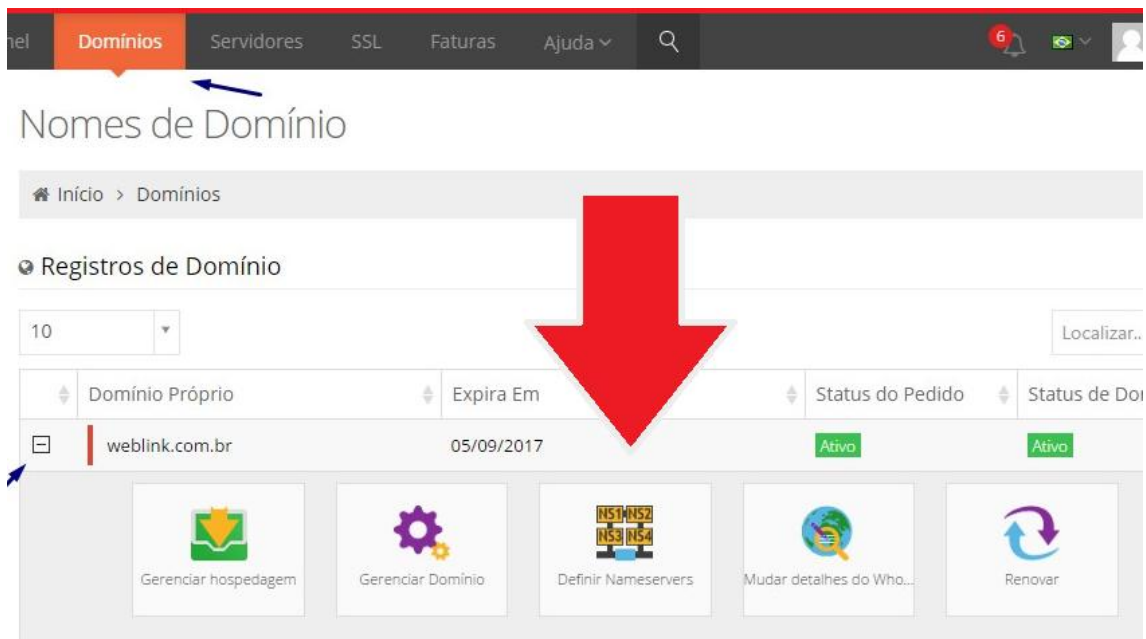 nel Domínios Servidores SSL Faturas Ajuda 6
Nomes de Domínio
Início > Domínios
Registros de Domínio
10 Localizar...
Domínio Próprio Expira Em Status do Pedido Status de Do
weblink.com.br 05/09/2017 Ativo Ativo
NS1 NS2
NS3 NS4
Gerenciar hospedagem Gerenciar Domínio Definir Nameservers Mudar detalhes do Who... Renovar